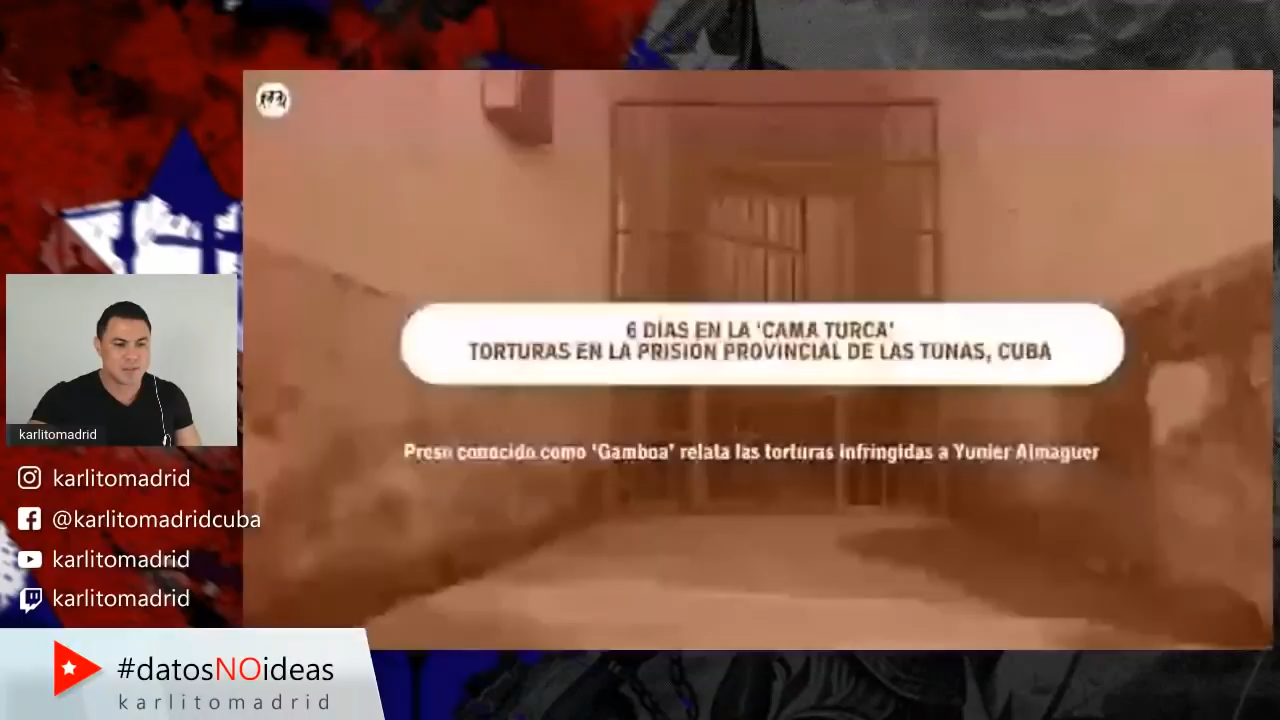 6 DÍAS EN LA 'CAMA TURCA'
TORTURAS EN LA PRISIÓN PROVINCIAL DE LAS TUNAS, CUBA
Preso conocido como 'Gamboa' relata las torturas infringidas a Yunier Almaguer
karlitomadrid
karlitomadrid
@karlitomadridcuba
karlitomadrid
karlitomadrid
#datosNOideas
karlitomadrid